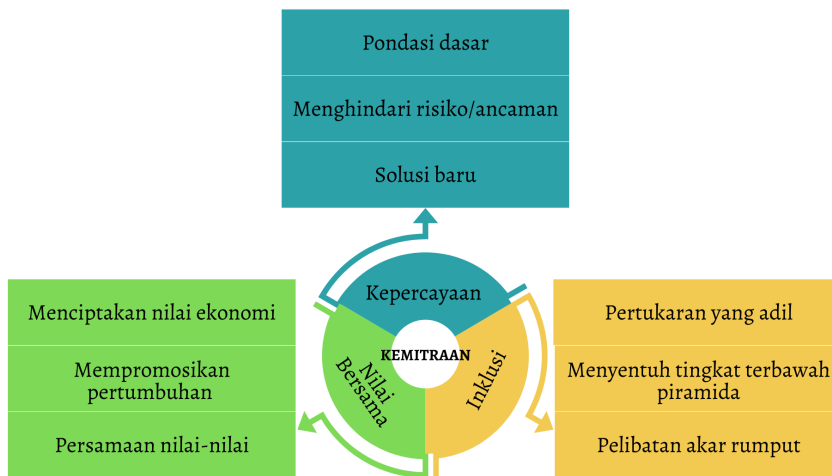 Pondasi dasar
Menghindari risiko/ancaman
Solusi baru
Kepercayaan
KEMITRAAN
Nilai
Bersama
Inklusi
Menciptakan nilai ekonomi
Mempromosikan
pertumbuhan
Persamaan nilai-nilai
Pertukaran yang adil
Menyentuh tingkat terbawah
piramida
Pelibatan akar rumput